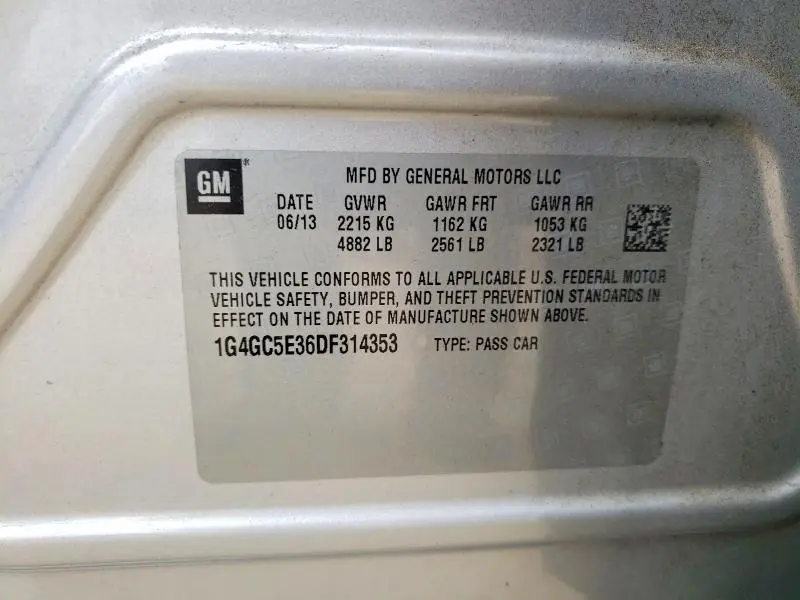 GM®
MFD BY GENERAL MOTORS LLC
DATE GVWR GAWR FRT GAWR RR
06/13 2215 KG 1162 KG 1053 KG
4882 LB 2561 LB 2321 LB
THIS VEHICLE CONFORMS TO ALL APPLICABLE U.S. FEDERAL MOTOR
VEHICLE SAFETY, BUMPER, AND THEFT PREVENTION STANDARDS IN
EFFECT ON THE DATE OF MANUFACTURE SHOWN ABOVE.
1G4GC5E36DF314353 TYPE: PASS CAR